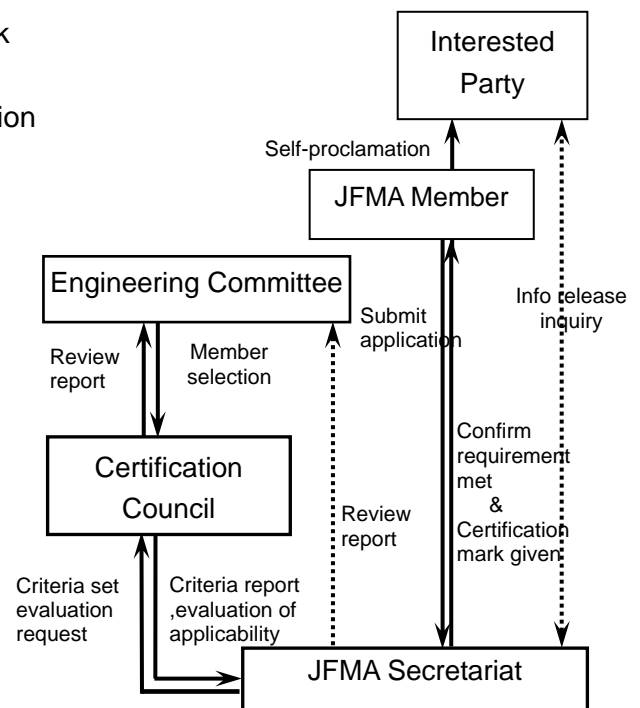 k
ion
Interested
Party
Self-proclamation
JFMA Member
Engineering Committee
Submit
application
Info release
inquiry
Review
report
Member
selection
Certification
Council
Review
report
Confirm
requirement
met
&
Certification
mark given
Criteria set
evaluation
request
Criteria report
,evaluation of
applicability
JFMA Secretariat